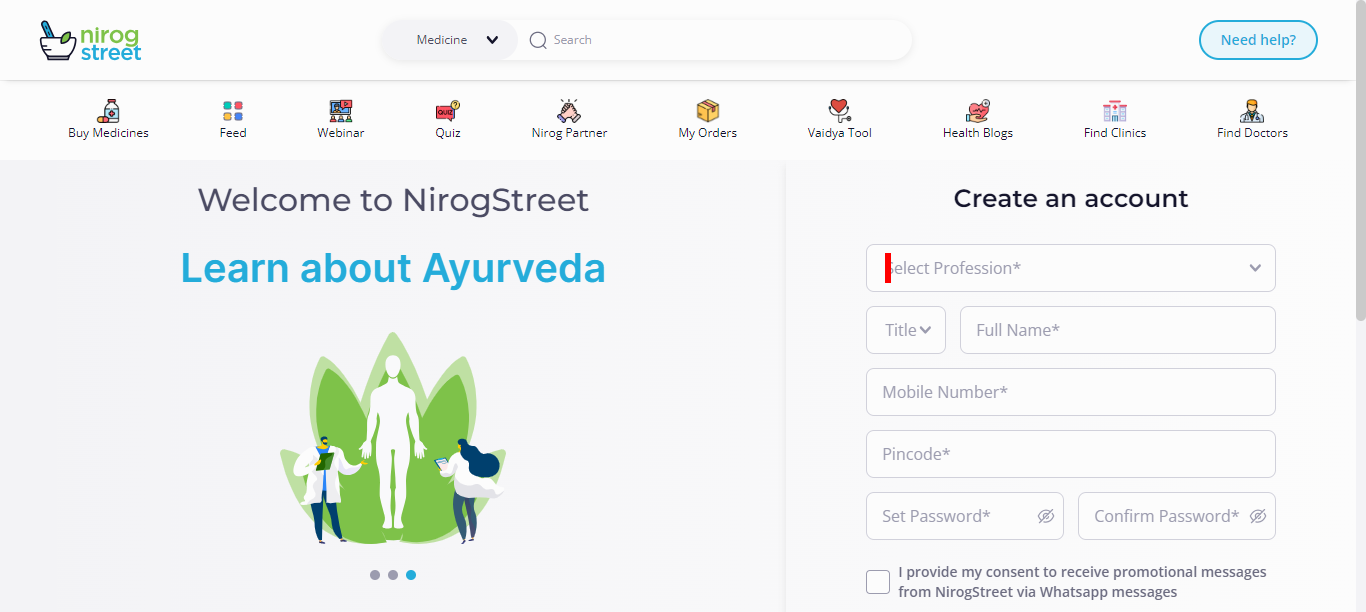 nirog
street
Medicine
Search
Need help?
Buy Medicines
Feed
Webinar
QUIZ
Quiz
Nirog Partner
My Orders
Vaidya Tool
Health Blogs
Find Clinics
Find Doctors
Welcome to NirogStreet
Learn about Ayurveda
Create an account
Select Profession*
Title
Full Name*
Mobile Number*
Pincode*
Set Password*
Confirm Password*
I provide my consent to receive promotional messages
from NirogStreet via Whatsapp messages